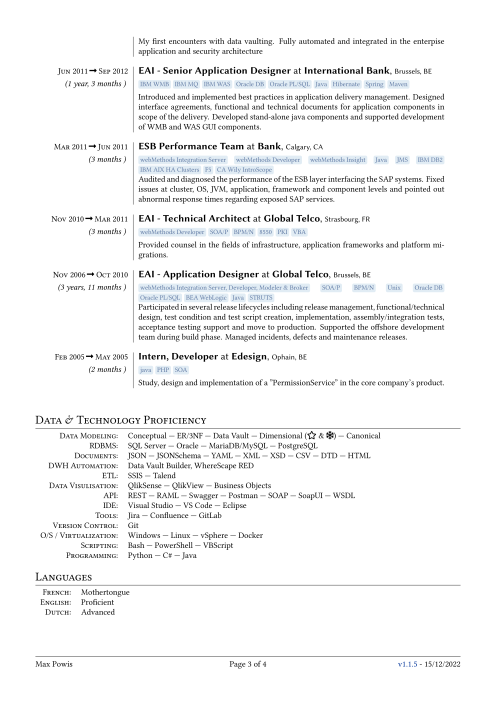 My first encounters with data vaulting. Fully automated and integrated in the enterpise
application and security architecture
Jun 2011→Sep 2012 EAI - Senior Application Designer at International Bank, Brussels, BE
(1 year, 3 months ) IBM WMB IBM MQ IBM WAS Oracle DB Oracle PL/SQL Java Hibernate Spring Maven
Introduced and implemented best practices in application delivery management. Designed
interface agreements, functional and technical documents for application components in
scope of the delivery. Developed stand-alone java components and supported development
of WMB and WAS GUI components.
Mar 2011→Jun 2011 ESB Performance Team at Bank, Calgary, CA
(3 months ) webMethods Integration Server webMethods Developer webMethods Insight Java JMS IBM DB2
IBM AIX HA Clusters F5 CA Wily IntroScope
Audited and diagnosed the performance of the ESB layer interfacing the SAP systems. Fixed
issues at cluster, OS, JVM, application, framework and component levels and pointed out
abnormal response times regarding exposed SAP services.
Nov 2010→Mar 2011 EAI - Technical Architect at Global Telco, Strasbourg, FR
(3 months ) webMethods Developer SOA/P BPM/N 8550 PKI VBA
Provided counsel in the fields of infrastructure, application frameworks and platform mi-
grations.
Nov 2006→Oct 2010 EAI - Application Designer at Global Telco, Brussels, BE
(3 years, 11 months ) webMethods Integration Server, Developer, Modeler & Broker SOA/P BPM/N Unix Oracle DB
Oracle PL/SQL BEA WebLogic Java STRUTS
Participated in several release lifecycles including release management, functional/technical
design, test condition and test script creation, implementation, assembly/integration tests,
acceptance testing support and move to production. Supported the offshore development
team during build phase. Managed incidents, defects and maintenance releases.
Feb 2005→May 2005 Intern, Developer at Edesign, Ophain, BE
(2 months ) java PHP SOA
Study, design and implementation of a "PermissionService" in the core company's product.
Data & Technology Proficiency
Data Modeling: Conceptual — ER/3NF — Data Vault — Dimensional (☆ & ❄) — Canonical
RDBMS: SQL Server — Oracle — MariaDB/MySQL — PostgreSQL
Documents: JSON — JSONSchema — YAML — XML — XSD — CSV — DTD — HTML
DWH Automation: Data Vault Builder, WhereScape RED
ETL: SSIS — Talend
Data Visulisation: QlikSense — QlikView — Business Objects
API: REST — RAML — Swagger — Postman — SOAP — SoapUI — WSDL
IDE: Visual Studio — VS Code — Eclipse
Tools: Jira — Confluence — GitLab
Version Control: Git
O/S / Virtualization: Windows — Linux — vSphere — Docker
Scripting: Bash — PowerShell — VBScript
Programming: Python — C# — Java
Languages
French: Mothertongue
English: Proficient
Dutch: Advanced
Max Powis Page 3 of 4 v1.1.5 - 15/12/2022